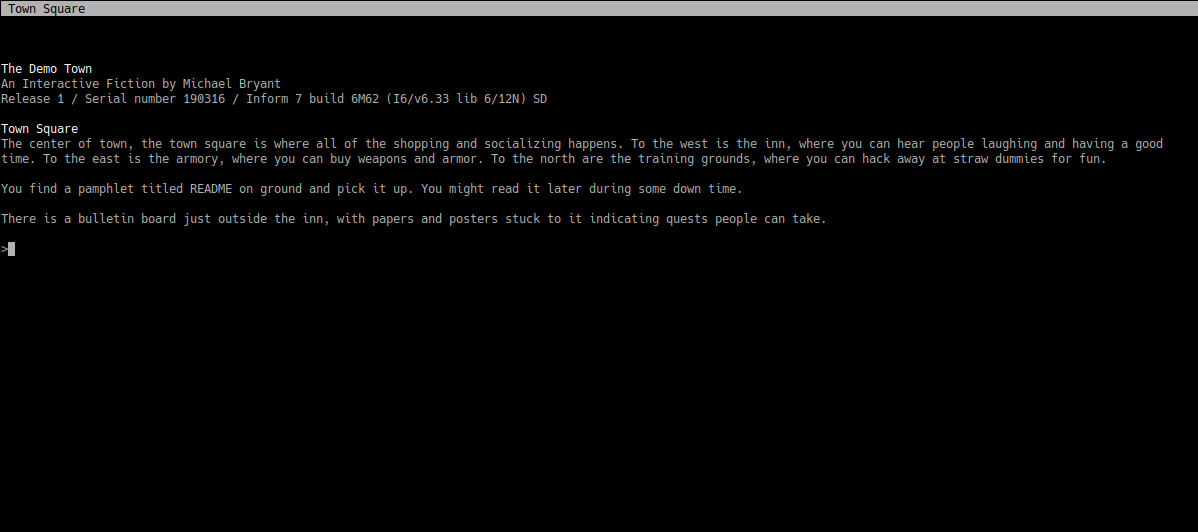 Town Square
The Demo Town
An Interactive Fiction by Michael Bryant
Release 1 / Serial number 190316 / Inform 7 build 6M62 (I6/v6.33 lib 6/12N) SD
Town Square
The center of town, the town square is where all of the shopping and socializing happens. To the west is the inn, where you can hear people laughing and having a good
time. To the east is the armory, where you can buy weapons and armor. To the north are the training grounds, where you can hack away at straw dummies for fun.
You find a pamphlet titled README on ground and pick it up. You might read it later during some down time.
There is a bulletin board just outside the inn, with papers and posters stuck to it indicating quests people can take.
>